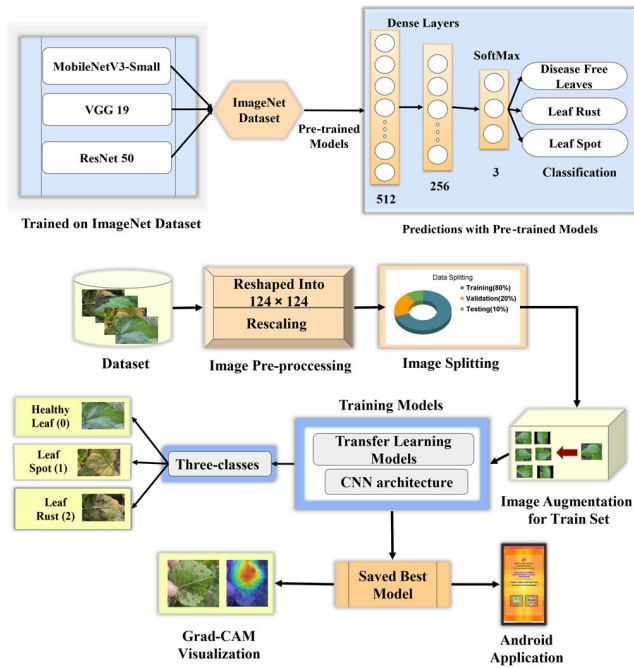 Dense Layers
MobileNetV3-Small
VGG 19
ResNet 50
Trained on ImageNet Dataset
ImageNet
Dataset
Pre-trained
Models
SoftMax
512
256
3
Disease Free
Leaves
Leaf Rust
Leaf Spot
Classification
Predictions with Pre-trained Models
Dataset
Reshaped Into
124 × 124
Rescaling
Image Pre-proccessing
Data Splitting
Training(80%)
Validation(20%)
Testing(10%)
Image Splitting
Healthy
Leaf (0)
Leaf
Spot (1)
Leaf
Rust (2)
Three-classes
Training Models
Transfer Learning
Models
CNN architecture
Image Augmentation
for Train Set
Grad-CAM
Visualization
Saved Best
Model
Android
Application